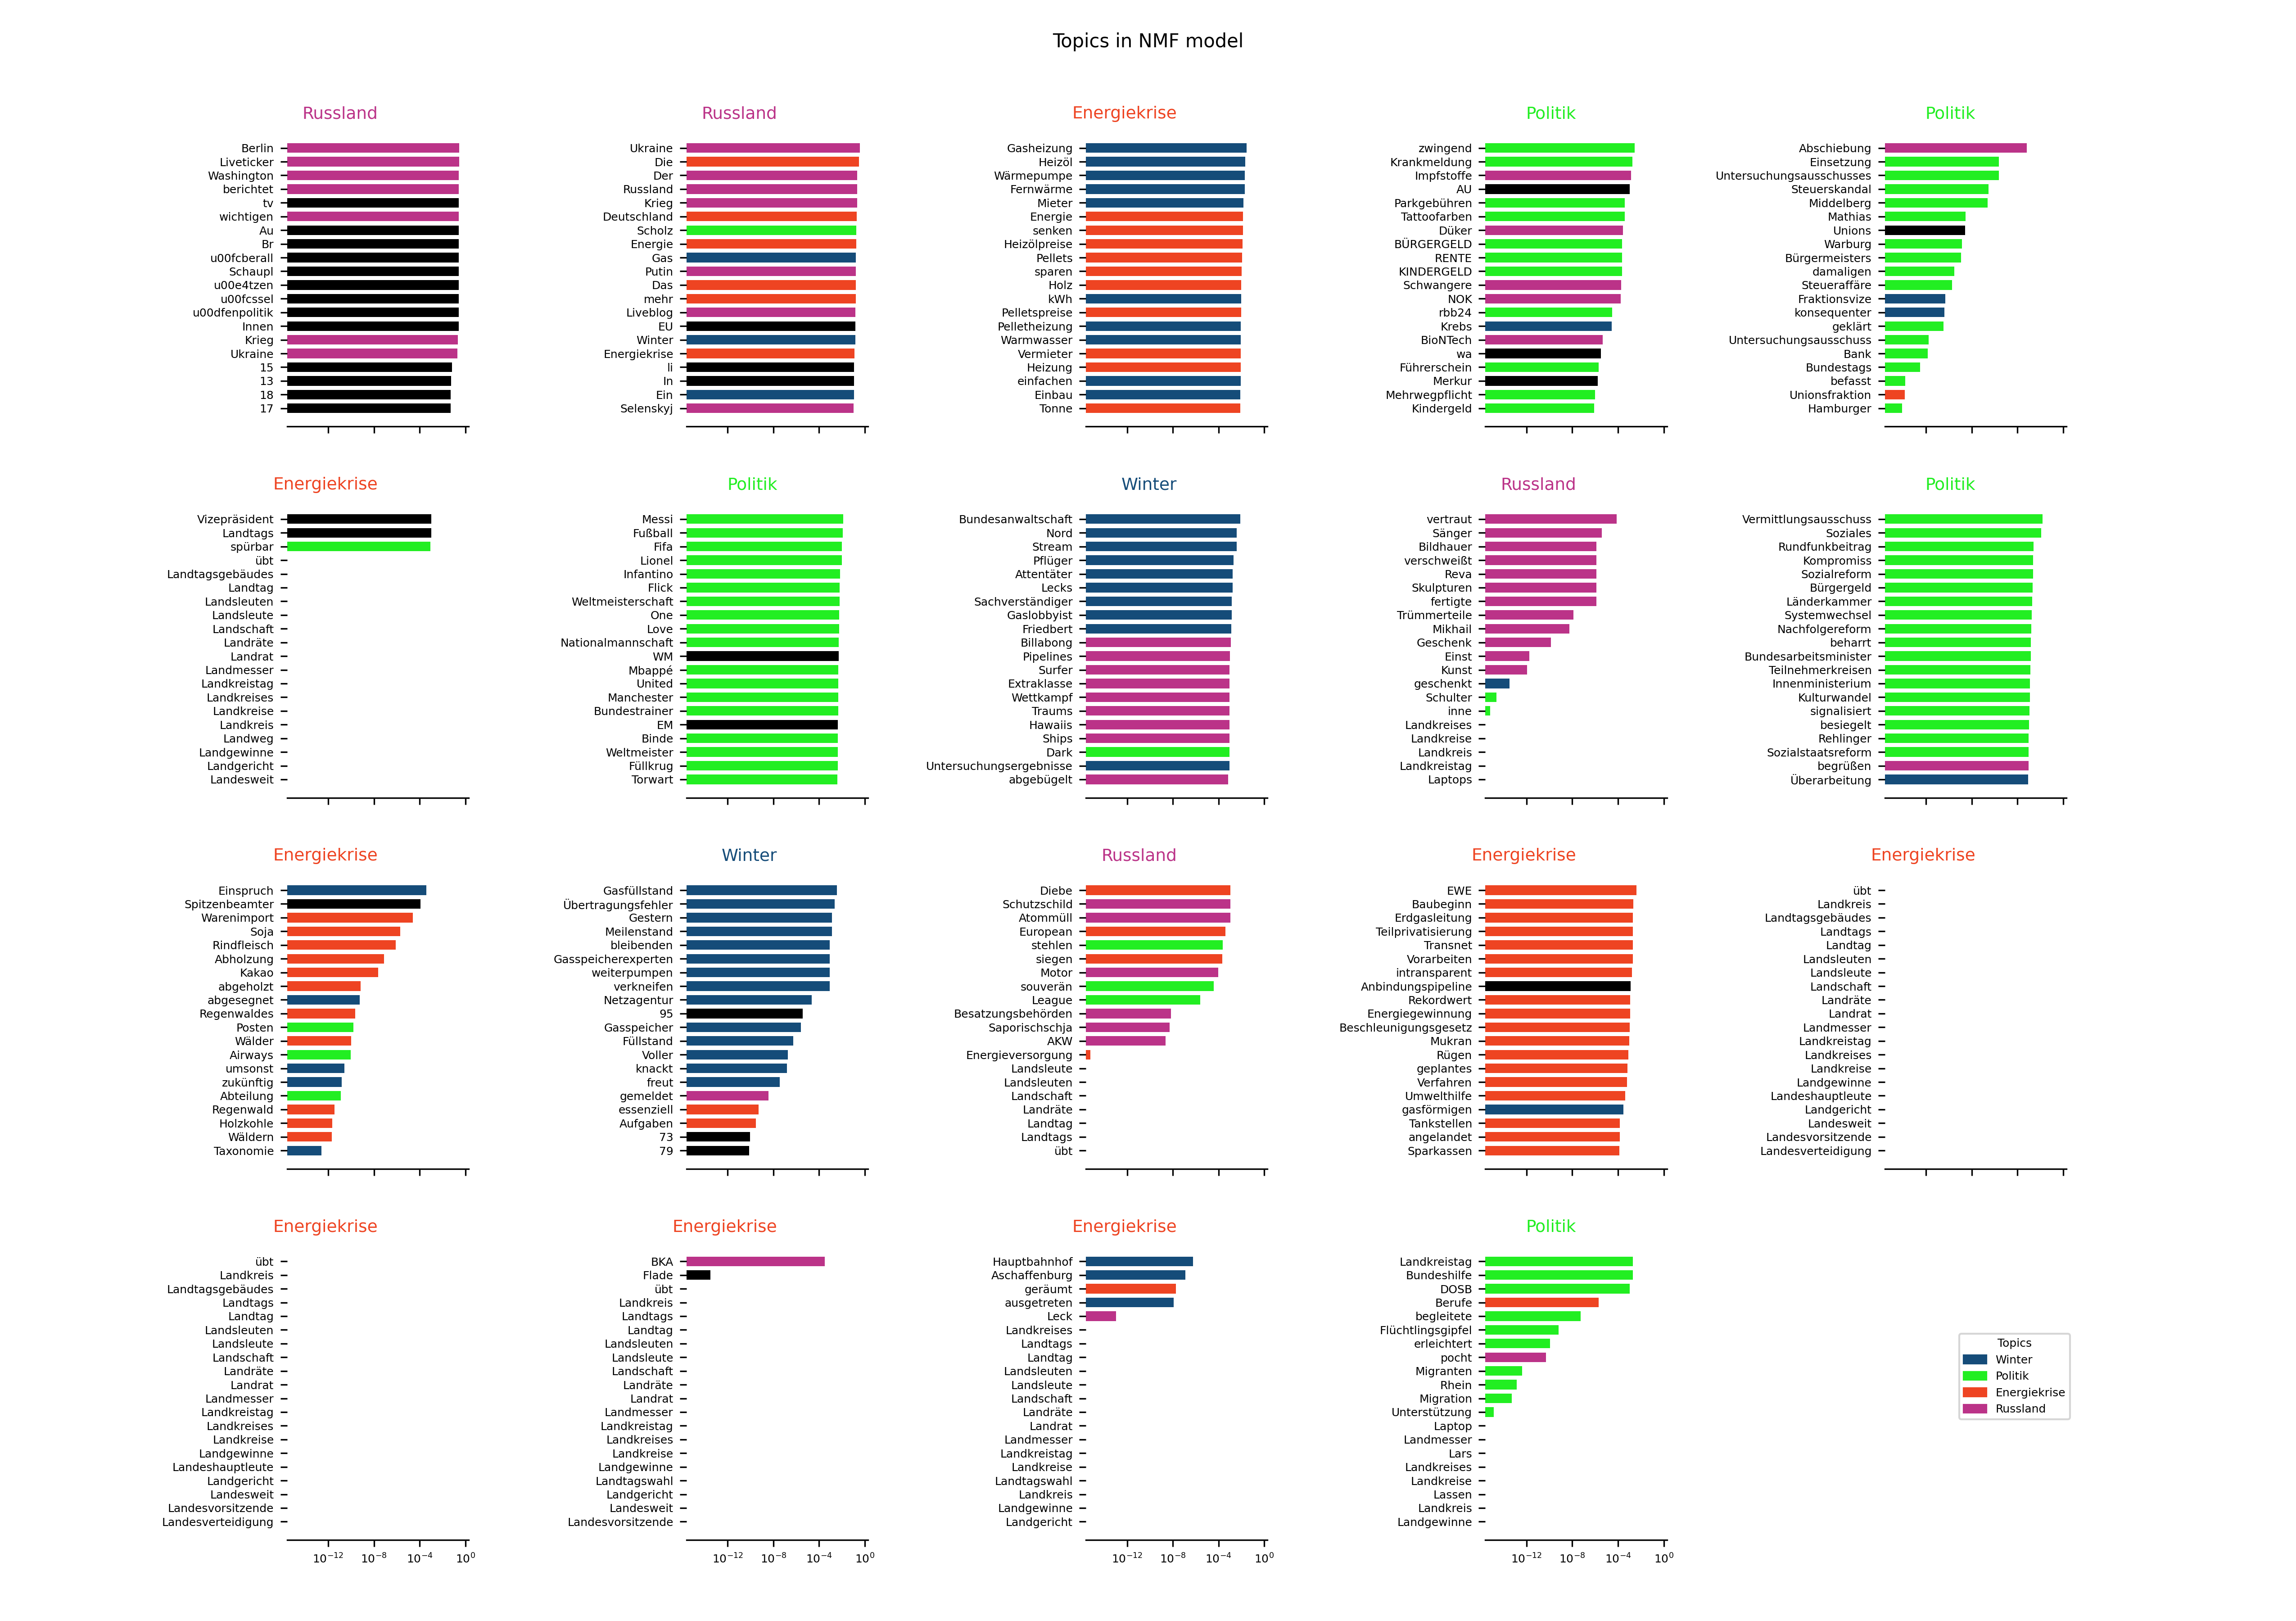 Topics in NMF model
Russland
Berlin
Liveticker
Washington
berichtet
tv
wichtigen
Au
Br
u00fcberall
Schaupl
u00e4tzen
u00fcssel
u00dfenpolitik
Innen
Krieg
Ukraine
15
13
18
17
Russland
Ukraine
Die
Der
Russland
Krieg
Deutschland
Scholz
Energie
Gas
Putin
Das
mehr
Liveblog
EU
Winter
Energiekrise
li
In
Ein
Selenskyj
Energiekrise
Gasheizung
Heizöl
Wärmepumpe
Fernwärme
Mieter
Energie
senken
Heizölpreise
Pellets
sparen
Holz
kWh
Pelletspreise
Pelletheizung
Warmwasser
Vermieter
Heizung
einfachen
Einbau
Tonne
Politik
zwingend
Krankmeldung
Impfstoffe
AU
Parkgebühren
Tattoofarben
Düker
BÜRGERGELD
RENTE
KINDERGELD
Schwangere
NOK
rbb24
Krebs
BioNTech
wa
Führerschein
Merkur
Mehrwegpflicht
Kindergeld
Politik
Abschiebung
Einsetzung
Untersuchungsausschusses
Steuerskandal
Middelberg
Mathias
Unions
Warburg
Bürgermeisters
damaligen
Steueraffäre
Fraktionsvize
konsequenter
geklärt
Untersuchungsausschuss
Bank
Bundestags
befasst
Unionsfraktion
Hamburger
Energiekrise
Vizepräsident
Landtags
spürbar
übt
Landtagsgebäudes
Landtag
Landsleuten
Landsleute
Landschaft
Landräte
Landrat
Landmesser
Landkreistag
Landkreises
Landkreise
Landkreis
Landweg
Landgewinne
Landgericht
Landesweit
Politik
Messi
Fußball
Fifa
Lionel
Infantino
Flick
Weltmeisterschaft
One
Love
Nationalmannschaft
WM
Mbappé
United
Manchester
Bundestrainer
EM
Binde
Weltmeister
Füllkrug
Torwart
Winter
Bundesanwaltschaft
Nord
Stream
Pflüger
Attentäter
Lecks
Sachverständiger
Gaslobbyist
Friedbert
Billabong
Pipelines
Surfer
Extraklasse
Wettkampf
Traums
Hawaiis
Ships
Dark
Untersuchungsergebnisse
abgebügelt
Russland
vertraut
Sänger
Bildhauer
verschweißt
Reva
Skulpturen
fertigte
Trümmerteile
Mikhail
Geschenk
Einst
Kunst
geschenkt
Schulter
inne
Landkreises
Landkreise
Landkreis
Landkreistag
Laptops
Politik
Vermittlungsausschuss
Soziales
Rundfunkbeitrag
Kompromiss
Sozialreform
Bürgergeld
Länderkammer
Systemwechsel
Nachfolgereform
beharrt
Bundesarbeitsminister
Teilnehmerkreisen
Innenministerium
Kulturwandel
signalisiert
besiegelt
Rehlinger
Sozialstaatsreform
begrüßen
Überarbeitung
Energiekrise
Einspruch
Spitzenbeamter
Warenimport
Soja
Rindfleisch
Abholzung
Kakao
abgeholzt
abgesegnet
Regenwaldes
Posten
Wälder
Airways
umsonst
zukünftig
Abteilung
Regenwald
Holzkohle
Wäldern
Taxonomie
Winter
Gasfüllstand
Übertragungsfehler
Gestern
Meilenstand
bleibenden
Gasspeicherexperten
weiterpumpen
verkneifen
Netzagentur
95
Gasspeicher
Füllstand
Voller
knackt
freut
gemeldet
essenziell
Aufgaben
73
79
Russland
Diebe
Schutzschild
Atommüll
European
stehlen
siegen
Motor
souverän
League
Besatzungsbehörden
Saporischschja
AKW
Energieversorgung
Landsleute
Landsleuten
Landschaft
Landräte
Landtag
Landtags
übt
Energiekrise
EWE
Baubeginn
Erdgasleitung
Teilprivatisierung
Transnet
Vorarbeiten
intransparent
Anbindungspipeline
Rekordwert
Energiegewinnung
Beschleunigungsgesetz
Mukran
Rügen
geplantes
Verfahren
Umwelthilfe
gasförmigen
Tankstellen
angelandet
Sparkassen
Energiekrise
übt
Landkreis
Landtagsgebäudes
Landtags
Landtag
Landsleuten
Landsleute
Landschaft
Landräte
Landrat
Landmesser
Landkreistag
Landkreises
Landkreise
Landgewinne
Landeshauptleute
Landgericht
Landesweit
Landesvorsitzende
Landesverteidigung
Energiekrise
übt
Landkreis
Landtagsgebäudes
Landtags
Landtag
Landsleuten
Landsleute
Landschaft
Landräte
Landrat
Landmesser
Landkreistag
Landkreises
Landkreise
Landgewinne
Landeshauptleute
Landgericht
Landesweit
Landesvorsitzende
Landesverteidigung
10⁻¹² 10⁻⁸ 10⁻⁴ 10⁰
Energiekrise
BKA
Flade
übt
Landkreis
Landtags
Landtag
Landsleuten
Landsleute
Landschaft
Landräte
Landrat
Landmesser
Landkreistag
Landkreises
Landkreise
Landgewinne
Landtagswahl
Landgericht
Landesweit
Landesvorsitzende
10⁻¹² 10⁻⁸ 10⁻⁴ 10⁰
Energiekrise
Hauptbahnhof
Aschaffenburg
geräumt
ausgetreten
Leck
Landkreises
Landtags
Landtag
Landsleuten
Landsleute
Landschaft
Landräte
Landrat
Landmesser
Landkreistag
Landkreise
Landtagswahl
Landkreis
Landgewinne
Landgericht
10⁻¹² 10⁻⁸ 10⁻⁴ 10⁰
Politik
Landkreistag
Bundeshilfe
DOSB
Berufe
begleitete
Flüchtlingsgipfel
erleichtert
pocht
Migranten
Rhein
Migration
Unterstützung
Laptop
Landmesser
Lars
Landkreises
Landkreise
Lassen
Landkreis
Landgewinne
10⁻¹² 10⁻⁸ 10⁻⁴ 10⁰
Topics
Winter
Politik
Energiekrise
Russland